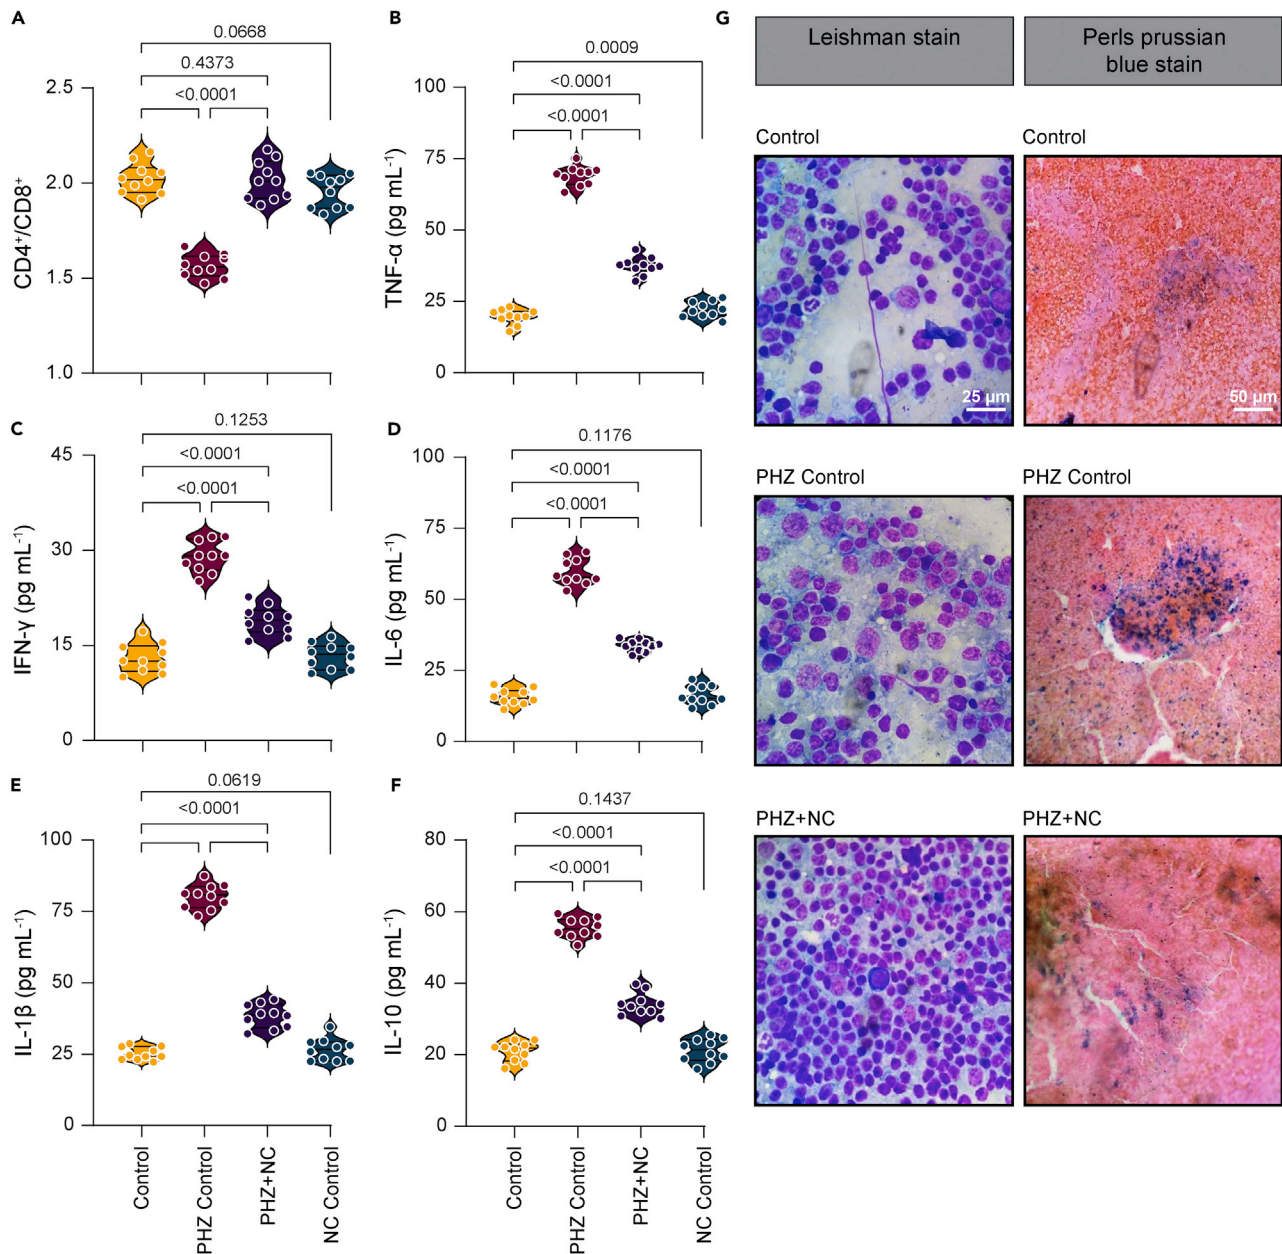 A
0.0668
0.4373
<0.0001
2.5
2.0
1.5
1.0
CD4+/CD8+
B
0.0009
<0.0001
<0.0001
100
75
50
25
0
TNF-α (pg mL⁻¹)
C
0.1253
<0.0001
<0.0001
45
30
15
0
IFN-γ (pg mL⁻¹)
D
0.1176
<0.0001
<0.0001
100
75
50
25
0
IL-6 (pg mL⁻¹)
E
0.0619
<0.0001
100
75
50
25
0
IL-1β (pg mL⁻¹)
Control
PHZ Control
PHZ+NC
NC Control
F
0.1437
<0.0001
<0.0001
80
60
40
20
0
IL-10 (pg mL⁻¹)
Control
PHZ Control
PHZ+NC
NC Control
G
Leishman stain
Perls prussian
blue stain
Control
Control
25 µm
50 µm
PHZ Control
PHZ Control
PHZ+NC
PHZ+NC